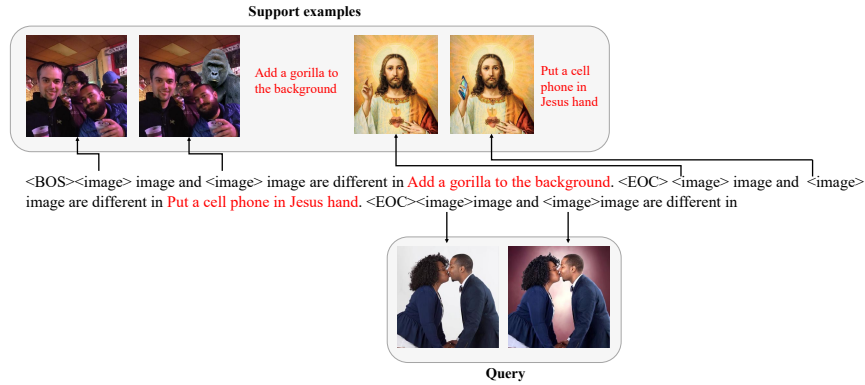 Support examples
Add a gorilla to
the background
Put a cell
phone in
Jesus hand
<BOS><image> image and <image> image are different in Add a gorilla to the background. <EOC> <image> image and <image>
image are different in Put a cell phone in Jesus hand. <EOC><image>image and <image>image are different in
Query